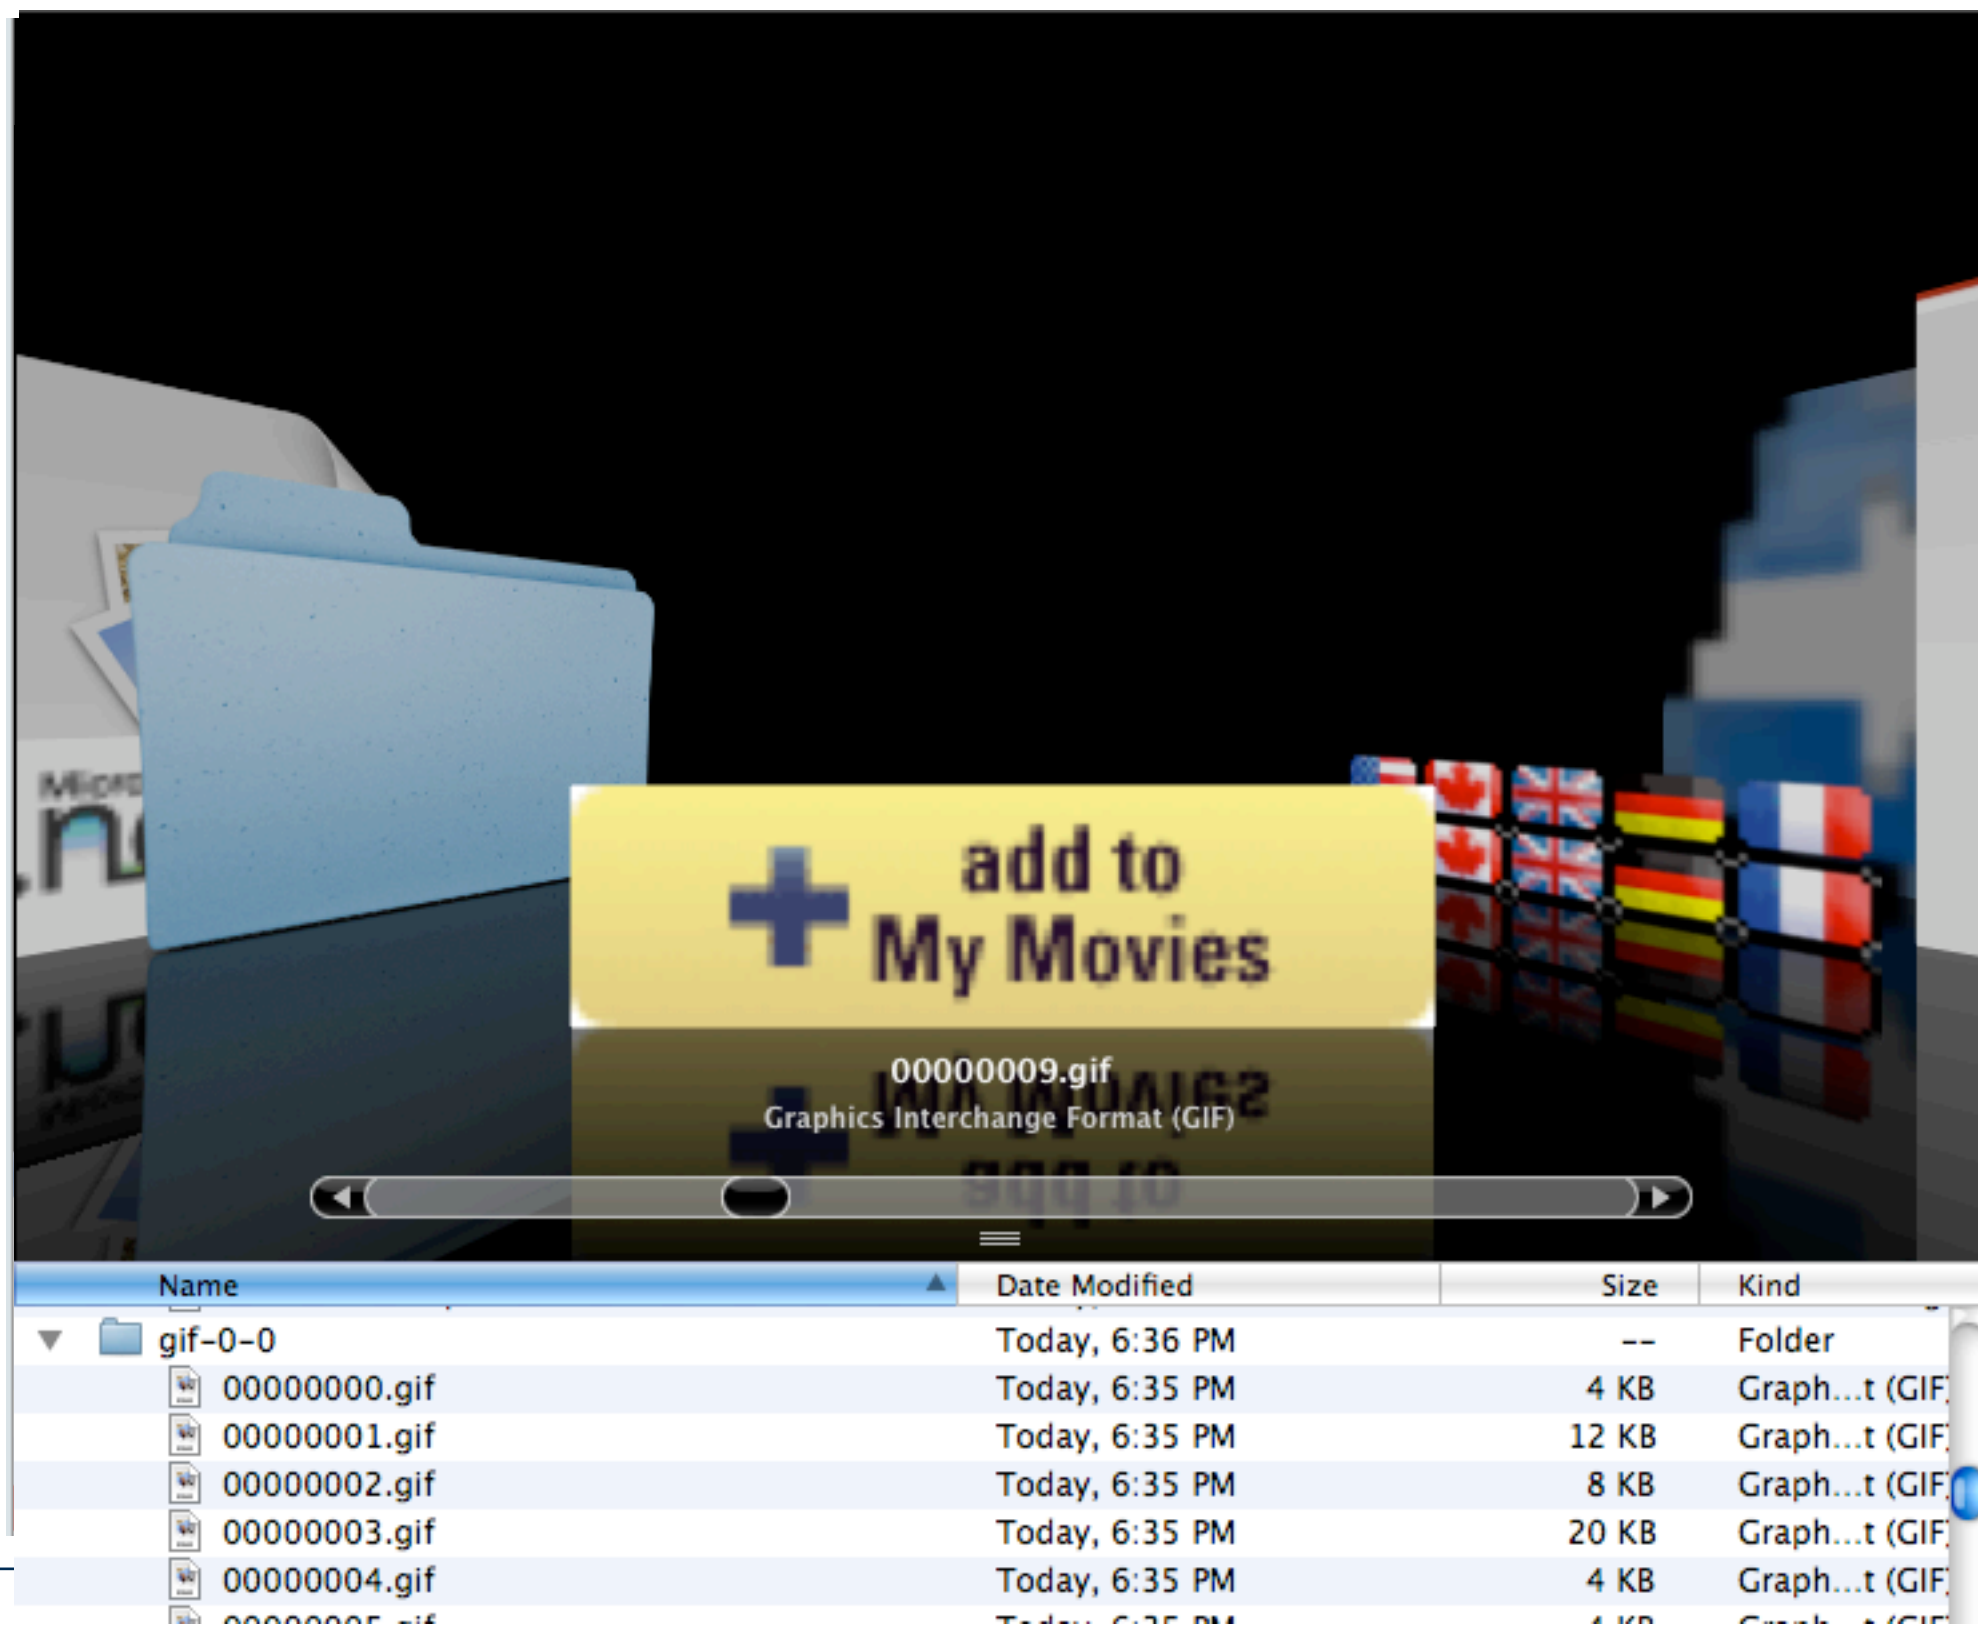 Micro
add to
My Movies
00000009.gif
Graphics Interchange Format (GIF)
Name Date Modified Size Kind
gif-0-0 Today, 6:36 PM -- Folder
00000000.gif Today, 6:35 PM 4 KB Graph...t (GIF)
00000001.gif Today, 6:35 PM 12 KB Graph...t (GIF)
00000002.gif Today, 6:35 PM 8 KB Graph...t (GIF)
00000003.gif Today, 6:35 PM 20 KB Graph...t (GIF)
00000004.gif Today, 6:35 PM 4 KB Graph...t (GIF)